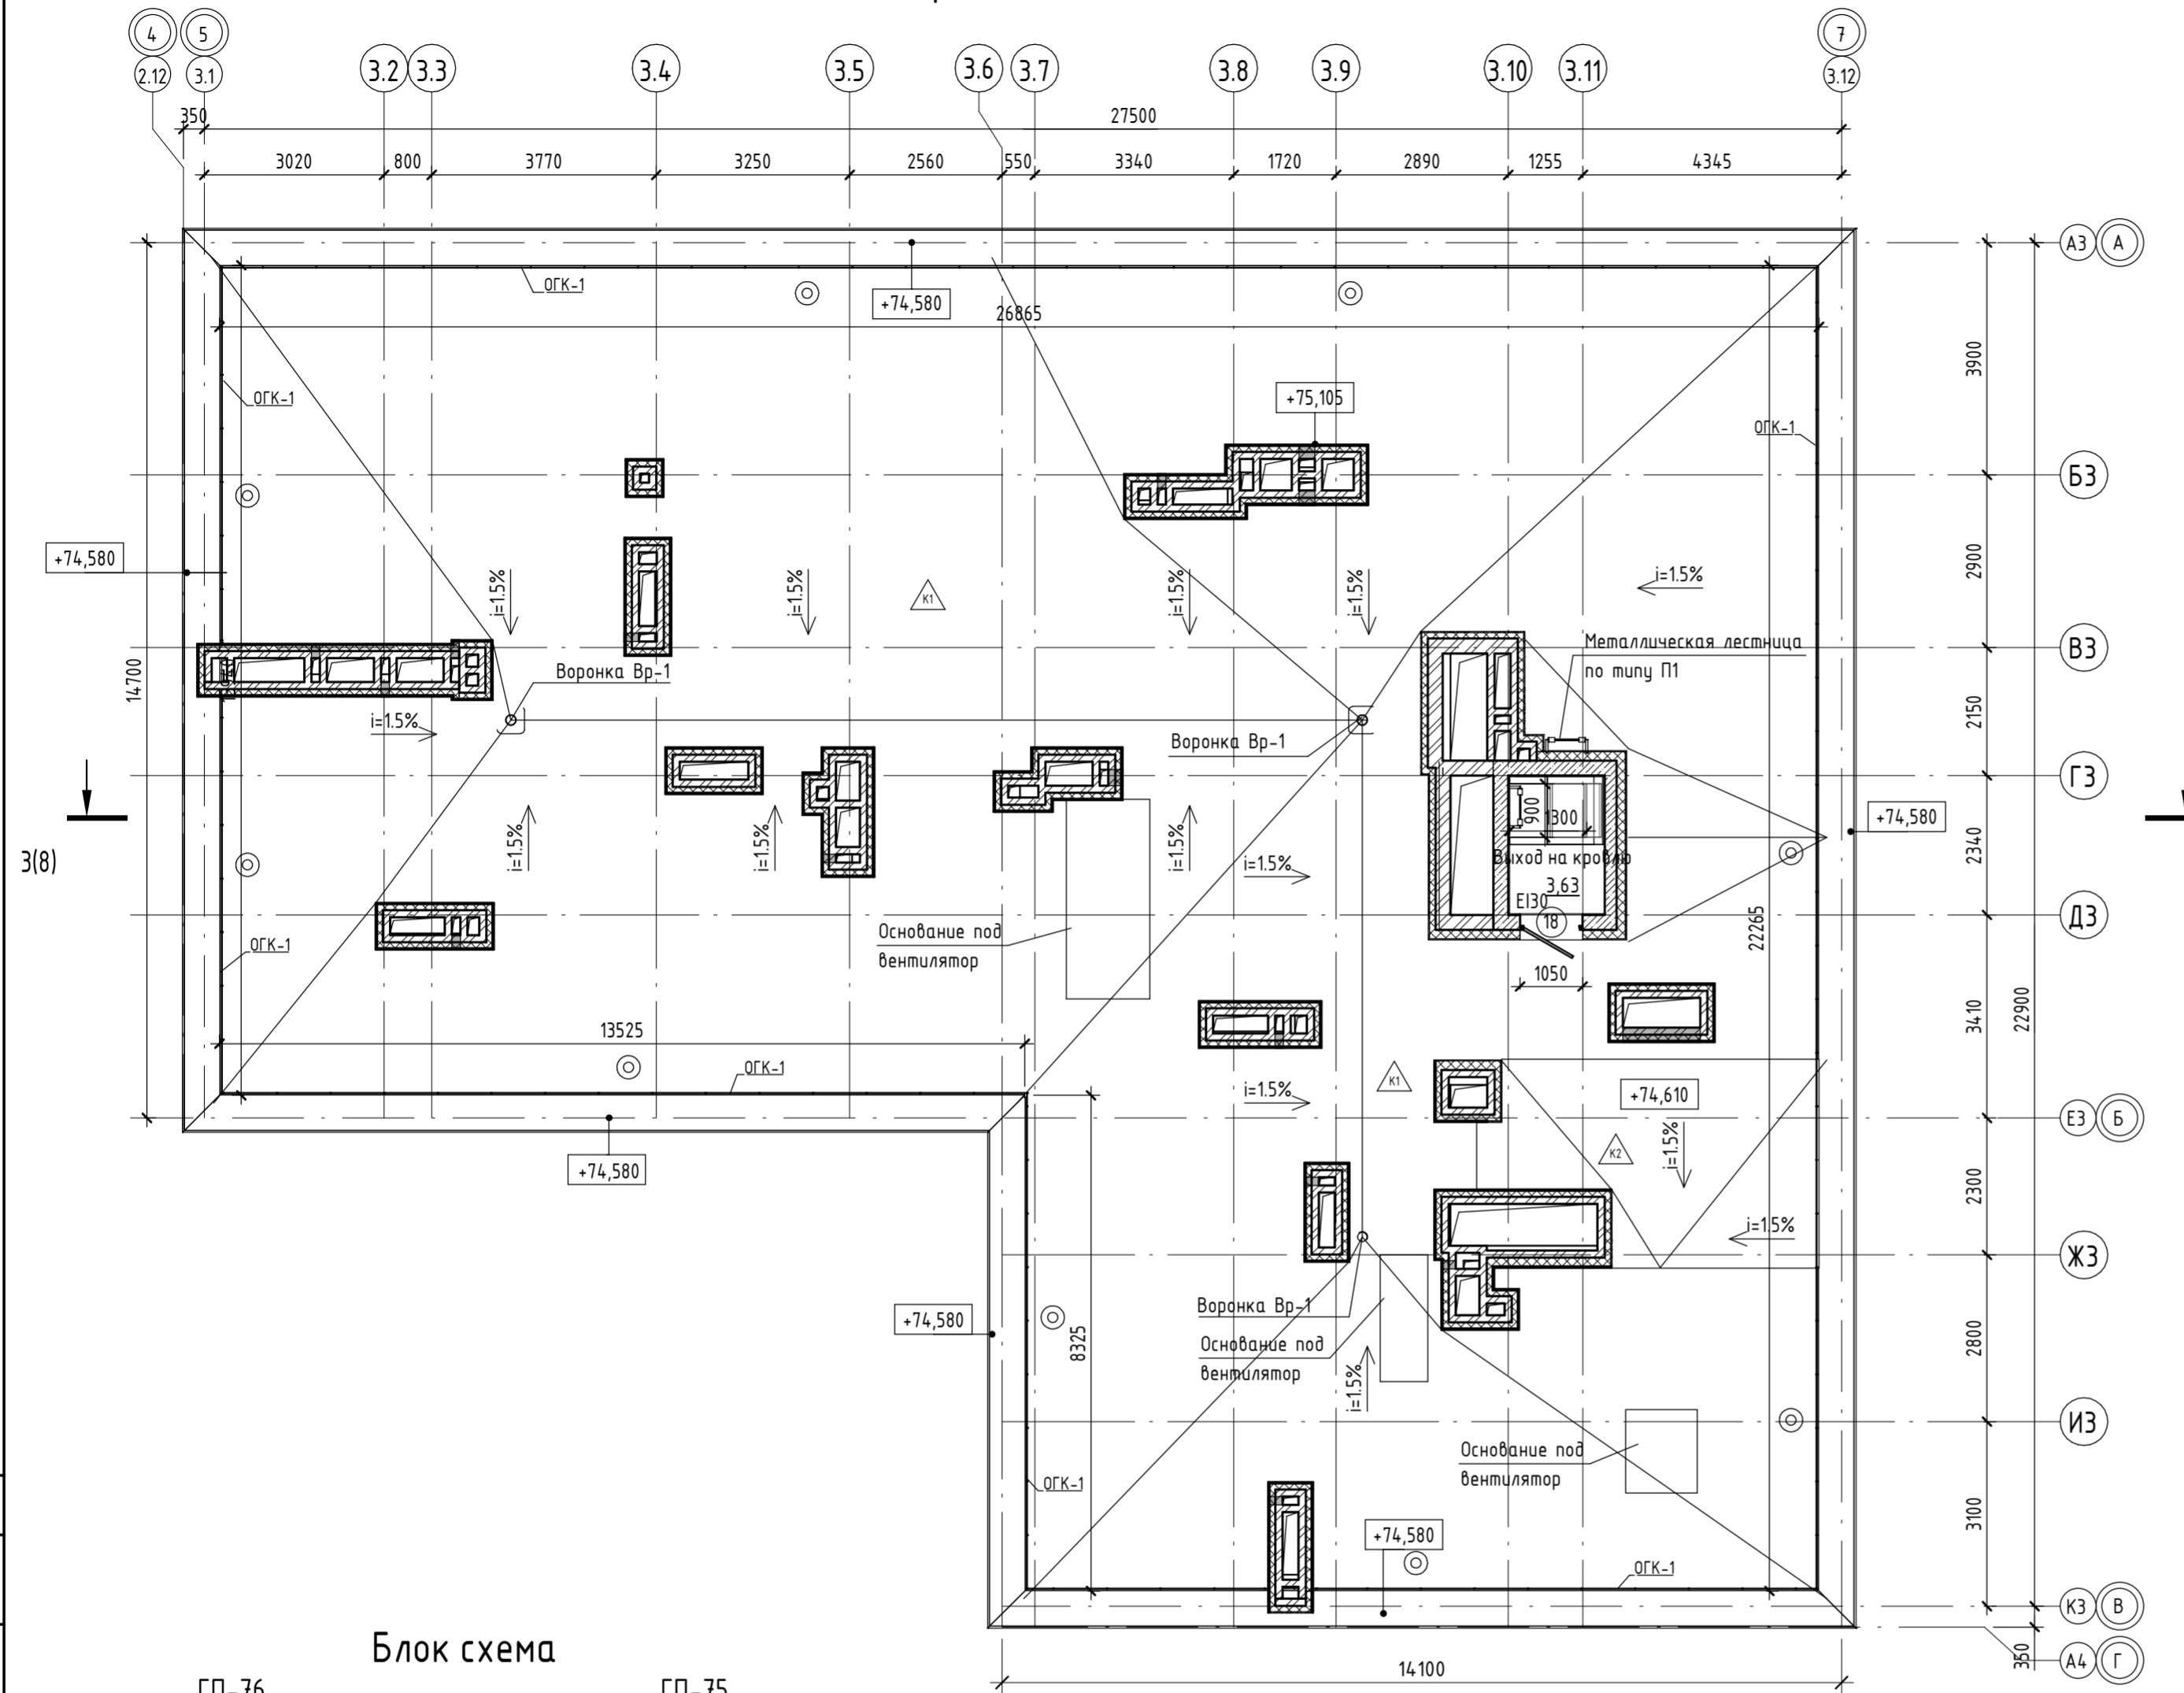 4
5
7
2.12
3.1
3.2
3.3
3.4
3.5
3.6
3.7
3.8
3.9
3.10
3.11
3.12
350
27500
3020
800
3770
3250
2560
550
3340
1720
2890
1255
4345
А3
А
ОГК-1
+74,580
26865
3900
ОГК-1
+75,105
ОГК-1
Б3
+74,580
i=1.5%
i=1.5%
К1
i=1.5%
i=1.5%
i=1.5%
2900
14700
Воронка Вр-1
Металлическая лестница
по типу П1
В3
i=1.5%
Воронка Вр-1
2150
Г3
3(8)
i=1.5%
i=1.5%
i=1.5%
900
1300
+74,580
i=1.5%
Выход на кровлю
3,63
EI30
18
2340
ОГК-1
Основание под
вентилятор
22265
Д3
1050
13525
3410
22900
ОГК-1
i=1.5%
К1
+74,610
Е3
Б
+74,580
К2
i=1.5%
2300
i=1.5%
Ж3
+74,580
8325
Воронка Вр-1
Основание под
вентилятор
i=1.5%
2800
И3
Основание под
вентилятор
ОГК-1
3100
+74,580
ОГК-1
К3
В
350
А4
Г
Блок схема
14100
ГП-76
ГП-75